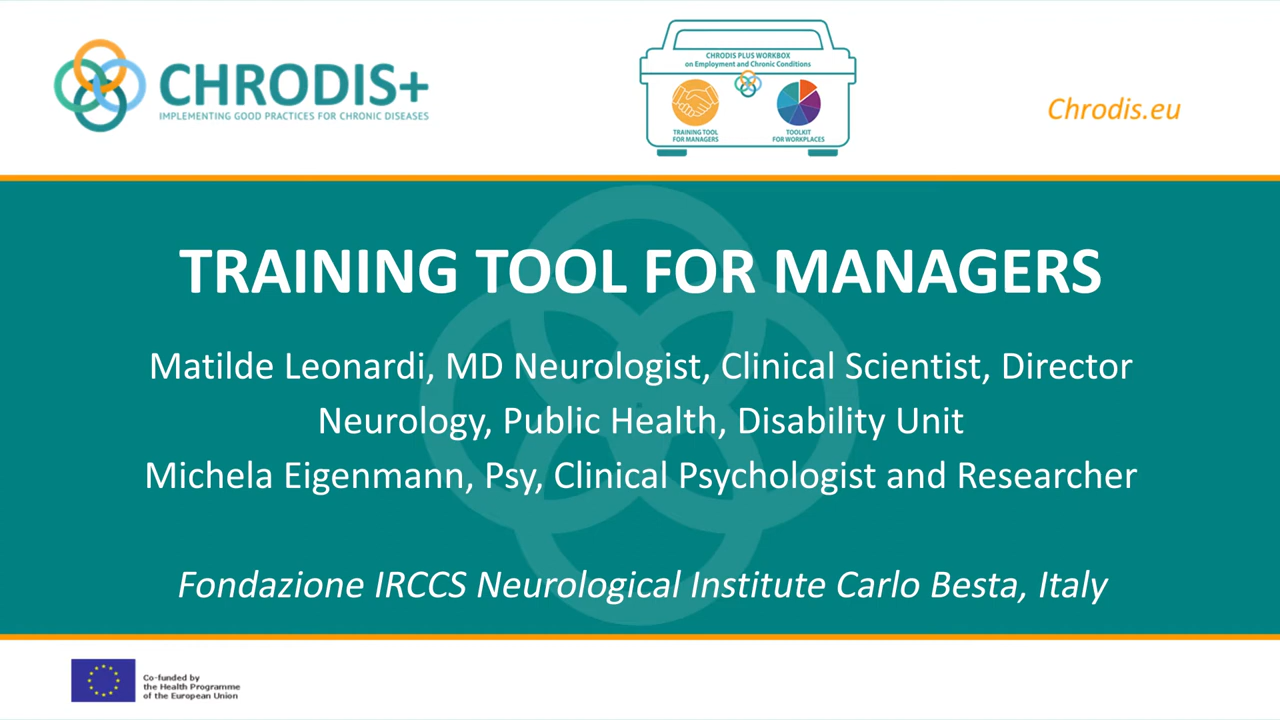 CHRODIS+
IMPLEMENTING GOOD PRACTICES FOR CHRONIC DISEASES
CHRODIS PLUS WORKBOX
on Employment and Chronic Conditions
TRAINING TOOL
FOR MANAGERS
TOOLKIT
FOR WORKPLACES
Chrodis.eu
TRAINING TOOL FOR MANAGERS
Matilde Leonardi, MD Neurologist, Clinical Scientist, Director
Neurology, Public Health, Disability Unit
Michela Eigenmann, Psy, Clinical Psychologist and Researcher
Fondazione IRCCS Neurological Institute Carlo Besta, Italy
Co-funded by
the Health Programme
of the European Union